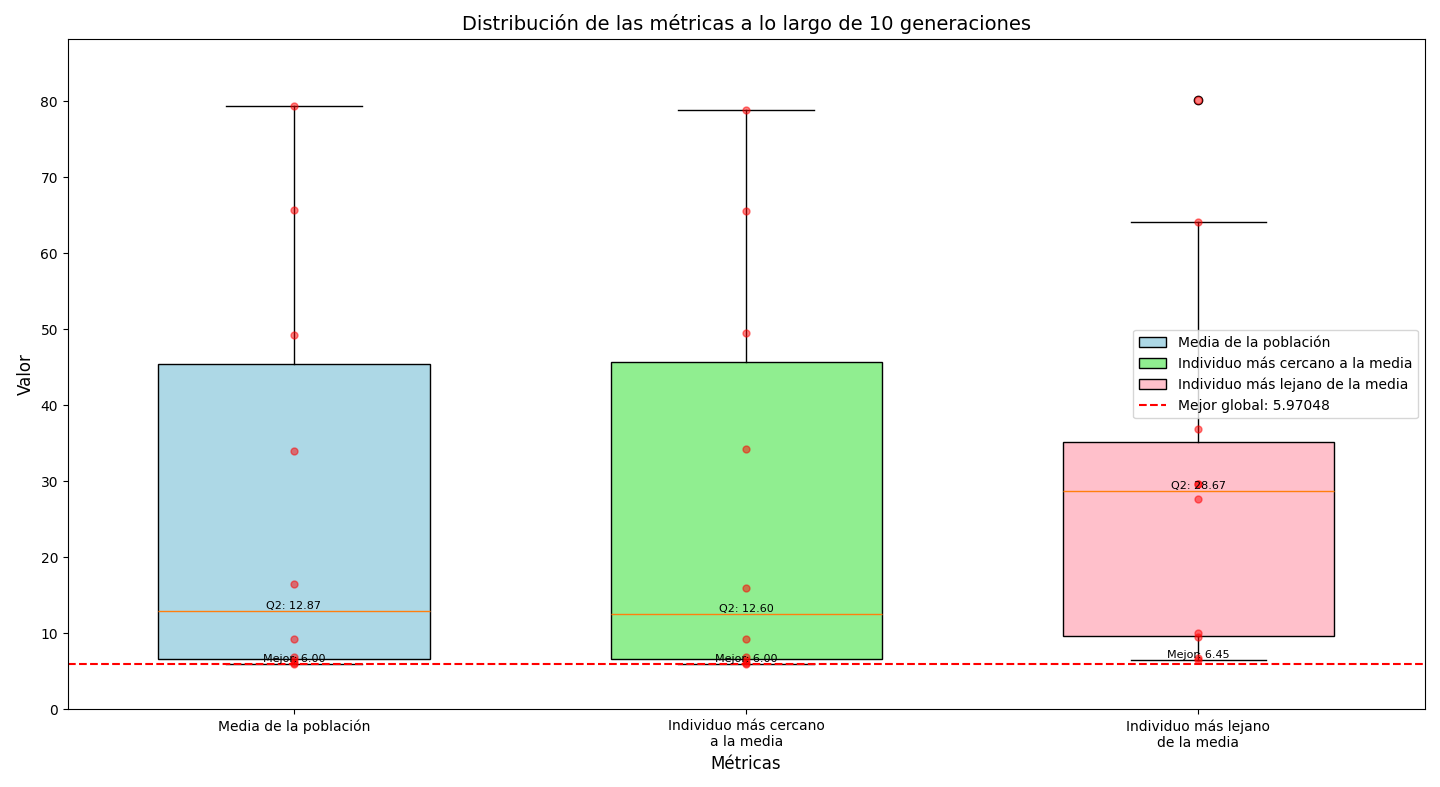 Distribución de las métricas a lo largo de 10 generaciones
Valor
80
70
60
50
40
30
20
10
0
Q2: 12.87
Mejor: 6.00
Q2: 12.60
Mejor: 6.00
Q2: 28.67
Mejor: 6.45
Media de la población
Individuo más cercano a la media
Individuo más lejano de la media
Mejor global: 5.97048
Media de la población
Individuo más cercano
a la media
Individuo más lejano
de la media
Métricas